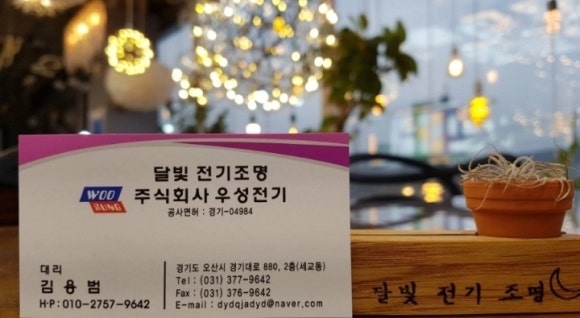 달빛 전기조명
WOO SUNG
주식회사 우성전기
공사면허 : 경기-04984
대리
김 용 범
H·P : 010-2757-9642
경기도 오산시 경기대로 880, 2층(세교동)
Tel : (031) 377-9642
Fax : (031) 376-9642
E-mail : dydqjadyd@naver.com
달빛 전기 조명